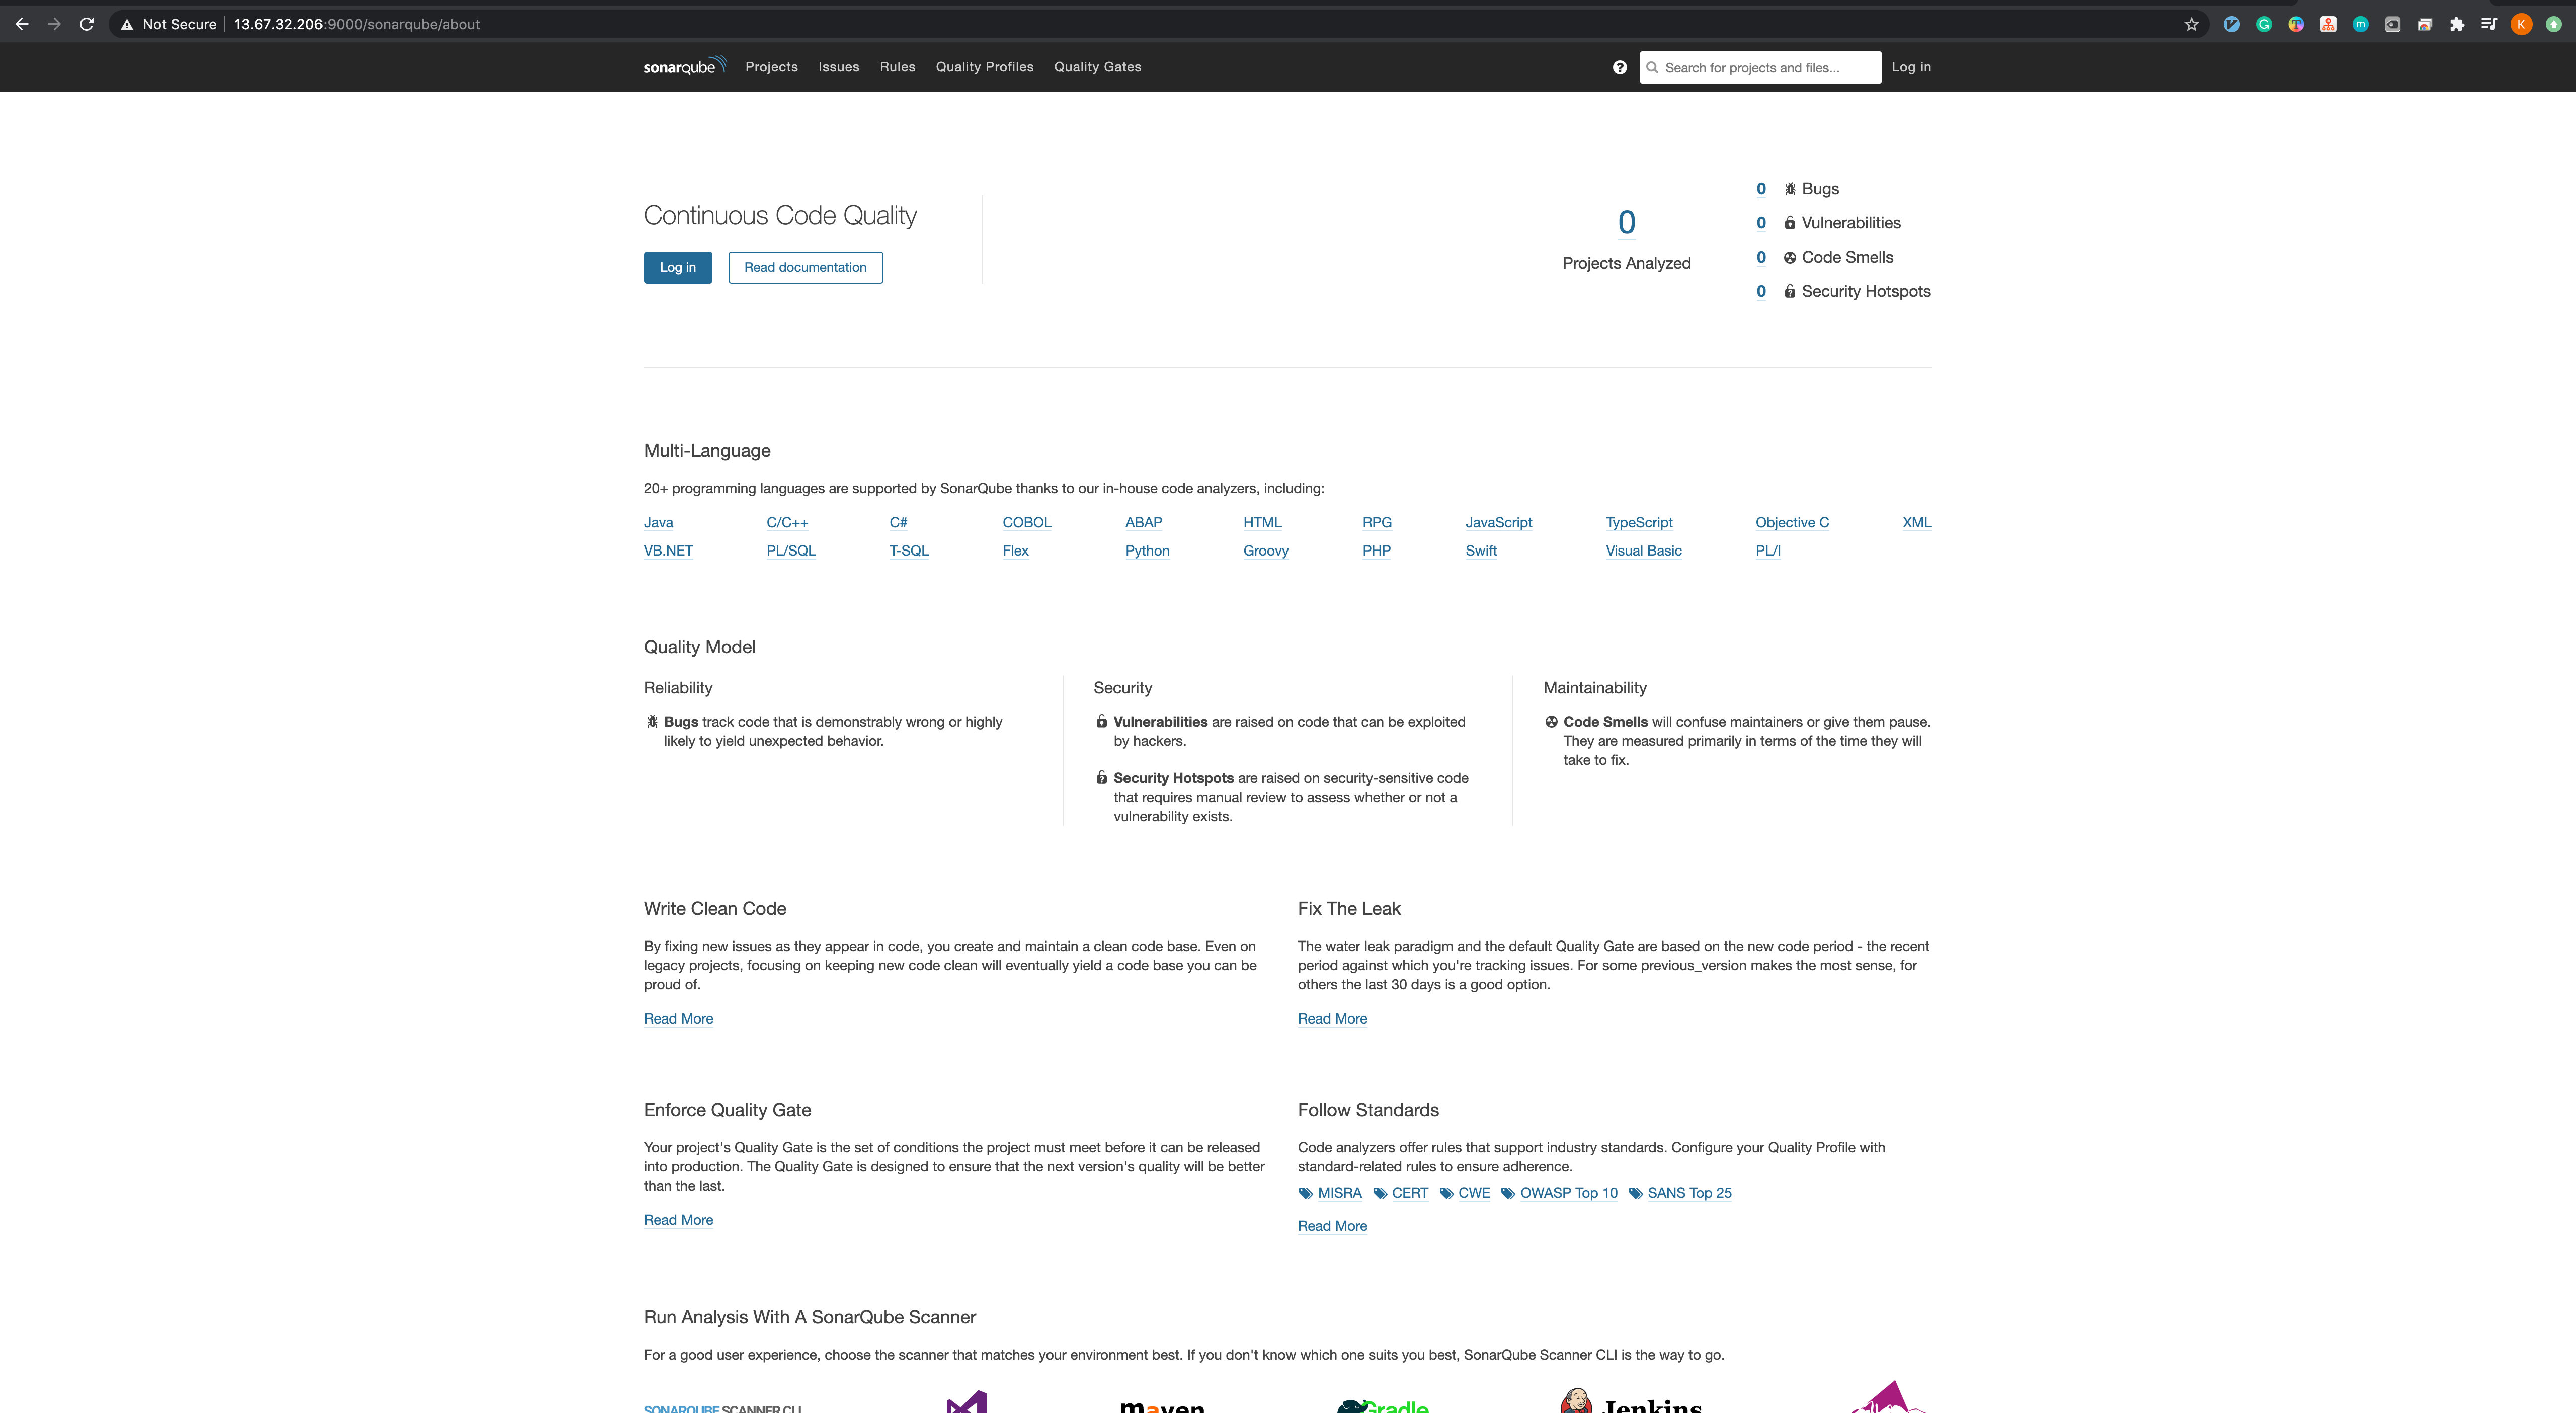 Not Secure 13.67.32.206:9000/sonarqube/about
sonarqube Projects Issues Rules Quality Profiles Quality Gates Search for projects and files... Log in
Continuous Code Quality
Log in Read documentation
0
Projects Analyzed
0 Bugs
0 Vulnerabilities
0 Code Smells
0 Security Hotspots
Multi-Language
20+ programming languages are supported by SonarQube thanks to our in-house code analyzers, including:
Java C/C++ C# COBOL ABAP HTML RPG JavaScript TypeScript Objective C XML
VB.NET PL/SQL T-SQL Flex Python Groovy PHP Swift Visual Basic PL/I
Quality Model
Reliability
Bugs track code that is demonstrably wrong or highly
likely to yield unexpected behavior.
Security
Vulnerabilities are raised on code that can be exploited
by hackers.
Security Hotspots are raised on security-sensitive code
that requires manual review to assess whether or not a
vulnerability exists.
Maintainability
Code Smells will confuse maintainers or give them pause.
They are measured primarily in terms of the time they will
take to fix.
Write Clean Code
By fixing new issues as they appear in code, you create and maintain a clean code base. Even on
legacy projects, focusing on keeping new code clean will eventually yield a code base you can be
proud of.
Read More
Fix The Leak
The water leak paradigm and the default Quality Gate are based on the new code period - the recent
period against which you're tracking issues. For some previous_version makes the most sense, for
others the last 30 days is a good option.
Read More
Enforce Quality Gate
Your project's Quality Gate is the set of conditions the project must meet before it can be released
into production. The Quality Gate is designed to ensure that the next version's quality will be better
than the last.
Read More
Follow Standards
Code analyzers offer rules that support industry standards. Configure your Quality Profile with
standard-related rules to ensure adherence.
MISRA CERT CWE OWASP Top 10 SANS Top 25
Read More
Run Analysis With A SonarQube Scanner
For a good user experience, choose the scanner that matches your environment best. If you don't know which one suits you best, SonarQube Scanner CLI is the way to go.
SONARQUBE SCANNER CLI maven Gradle Jenkins